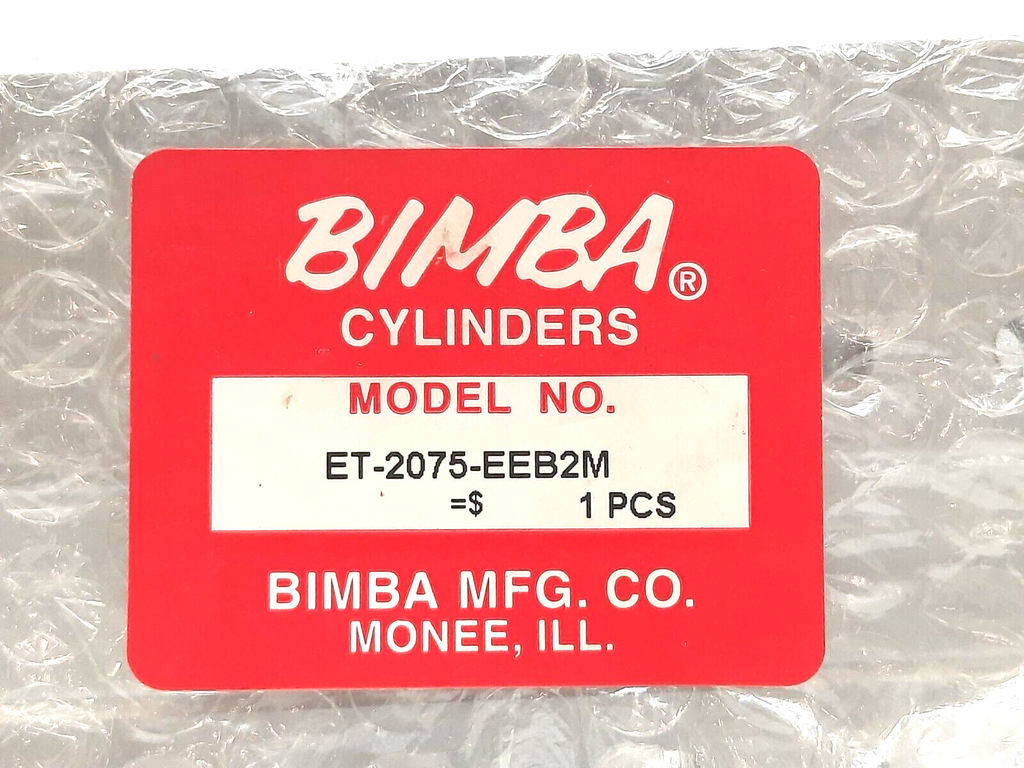 BIMBA®
CYLINDERS
MODEL NO.
ET-2075-EEB2M
=$ 1 PCS
BIMBA MFG. CO.
MONEE, ILL.